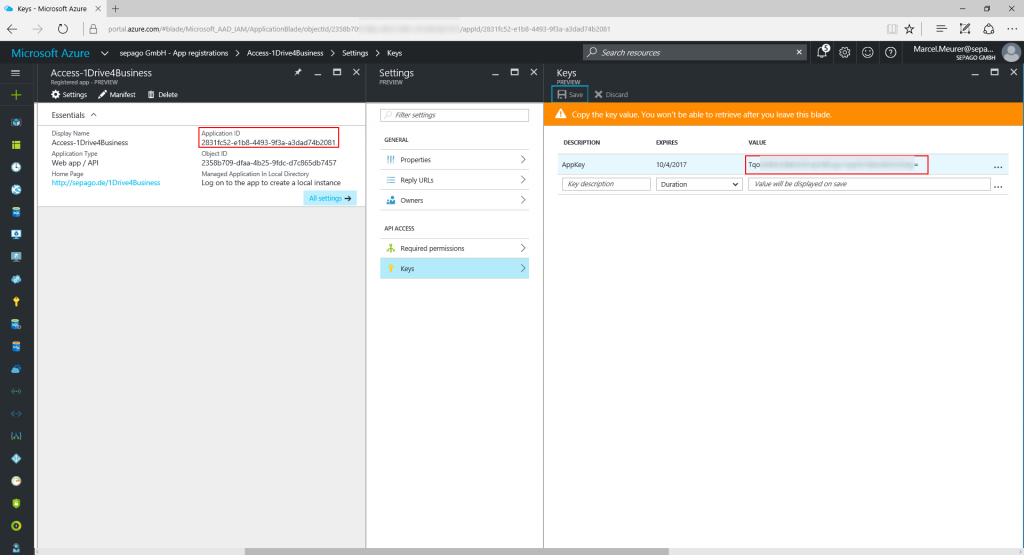 Keys - Microsoft Azure
portal.azure.com/#blade/Microsoft_AAD_IAM/ApplicationBlade/objectId/2358b70 /appId/2831fc52-e1b8-4493-9f3a-a3dad74b2081
Microsoft Azure sepago GmbH - App registrations > Access-1Drive4Business > Settings > Keys
Search resources
5
Marcel.Meurer@sepa...
SEPAGO GMBH
Access-1Drive4Business
Registered app - PREVIEW
Settings Manifest Delete
Essentials
Display Name
Access-1Drive4Business
Application Type
Web app / API
Home Page
http://sepago.de/1Drive4Business
Application ID
2831fc52-e1b8-4493-9f3a-a3dad74b2081
Object ID
2358b709-dfaa-4b25-9fdc-d7c865db7457
Managed Application In Local Directory
Log on to the app to create a local instance
All settings
Settings
PREVIEW
Filter settings
GENERAL
Properties
Reply URLs
Owners
API ACCESS
Required permissions
Keys
Keys
PREVIEW
Save Discard
Copy the key value. You won't be able to retrieve after you leave this blade.
DESCRIPTION EXPIRES VALUE
AppKey 10/4/2017 Tqo =
Key description Duration Value will be displayed on save